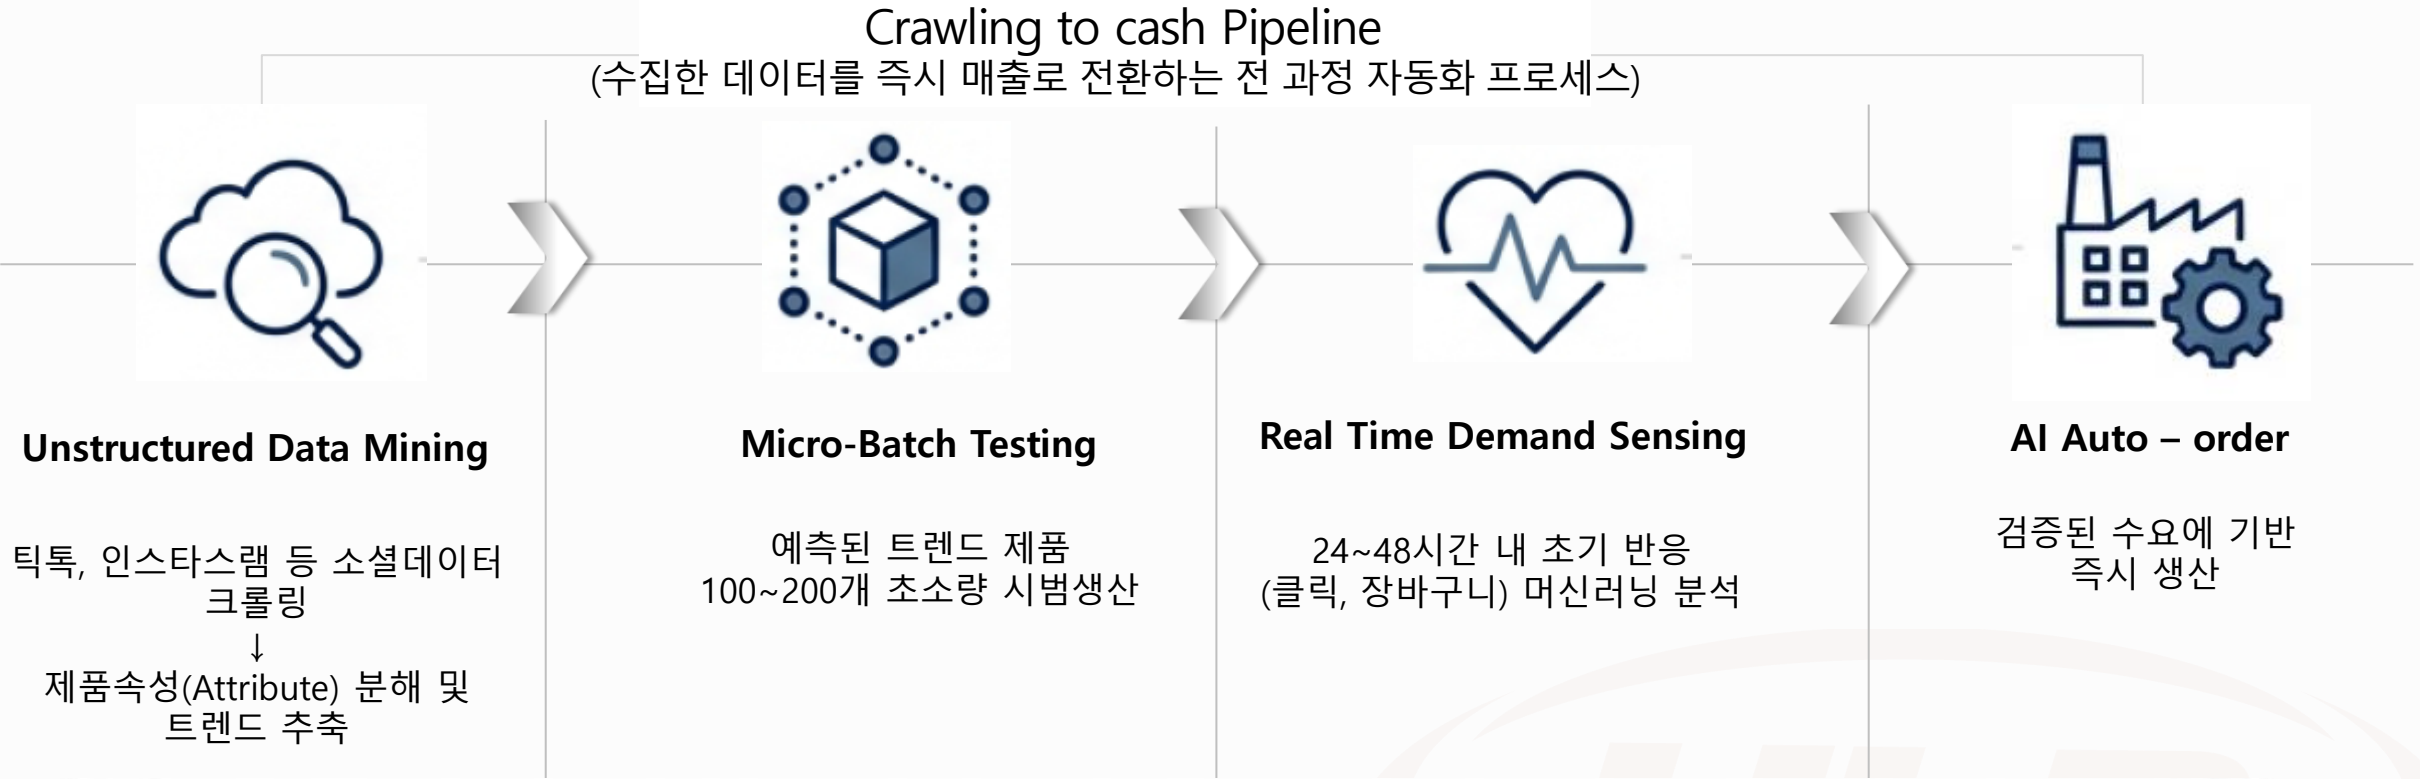 Crawling to cash Pipeline
(수집한 데이터를 즉시 매출로 전환하는 전 과정 자동화 프로세스)
Unstructured Data Mining
틱톡, 인스타스램 등 소셜데이터
크롤링
↓
제품속성(Attribute) 분해 및
트렌드 추축
Micro-Batch Testing
예측된 트렌드 제품
100~200개 초소량 시범생산
Real Time Demand Sensing
24~48시간 내 초기 반응
(클릭, 장바구니) 머신러닝 분석
AI Auto – order
검증된 수요에 기반
즉시 생산